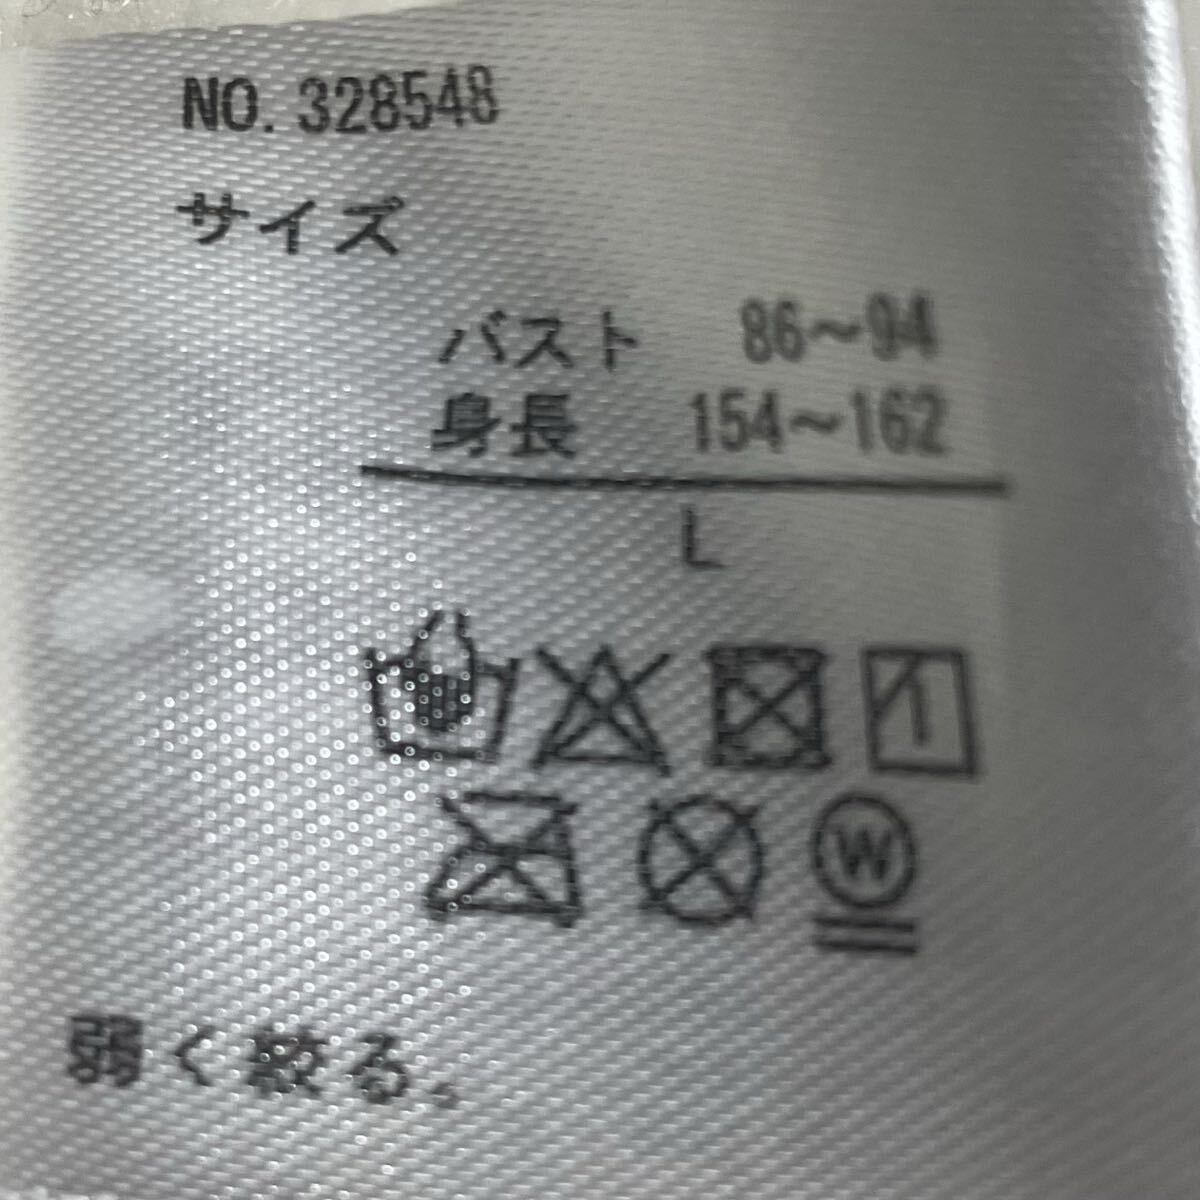 NO. 328548
サイズ
バスト 86～94
身長 154～162
L
W
弱く絞る。